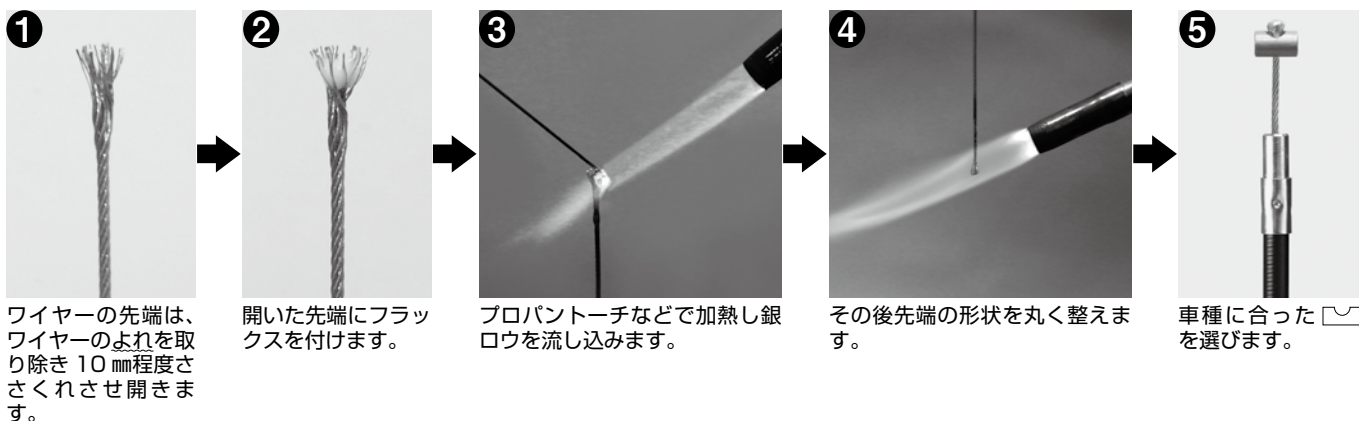 1
ワイヤーの先端は、
ワイヤーのよれを取
り除き 10 ㎜程度さ
さくれさせ開きま
す。
2
開いた先端にフラッ
クスを付けます。
3
プロパントーチなどで加熱し銀
ロウを流し込みます。
4
その後先端の形状を丸く整えま
す。
5
車種に合った
を選びます。